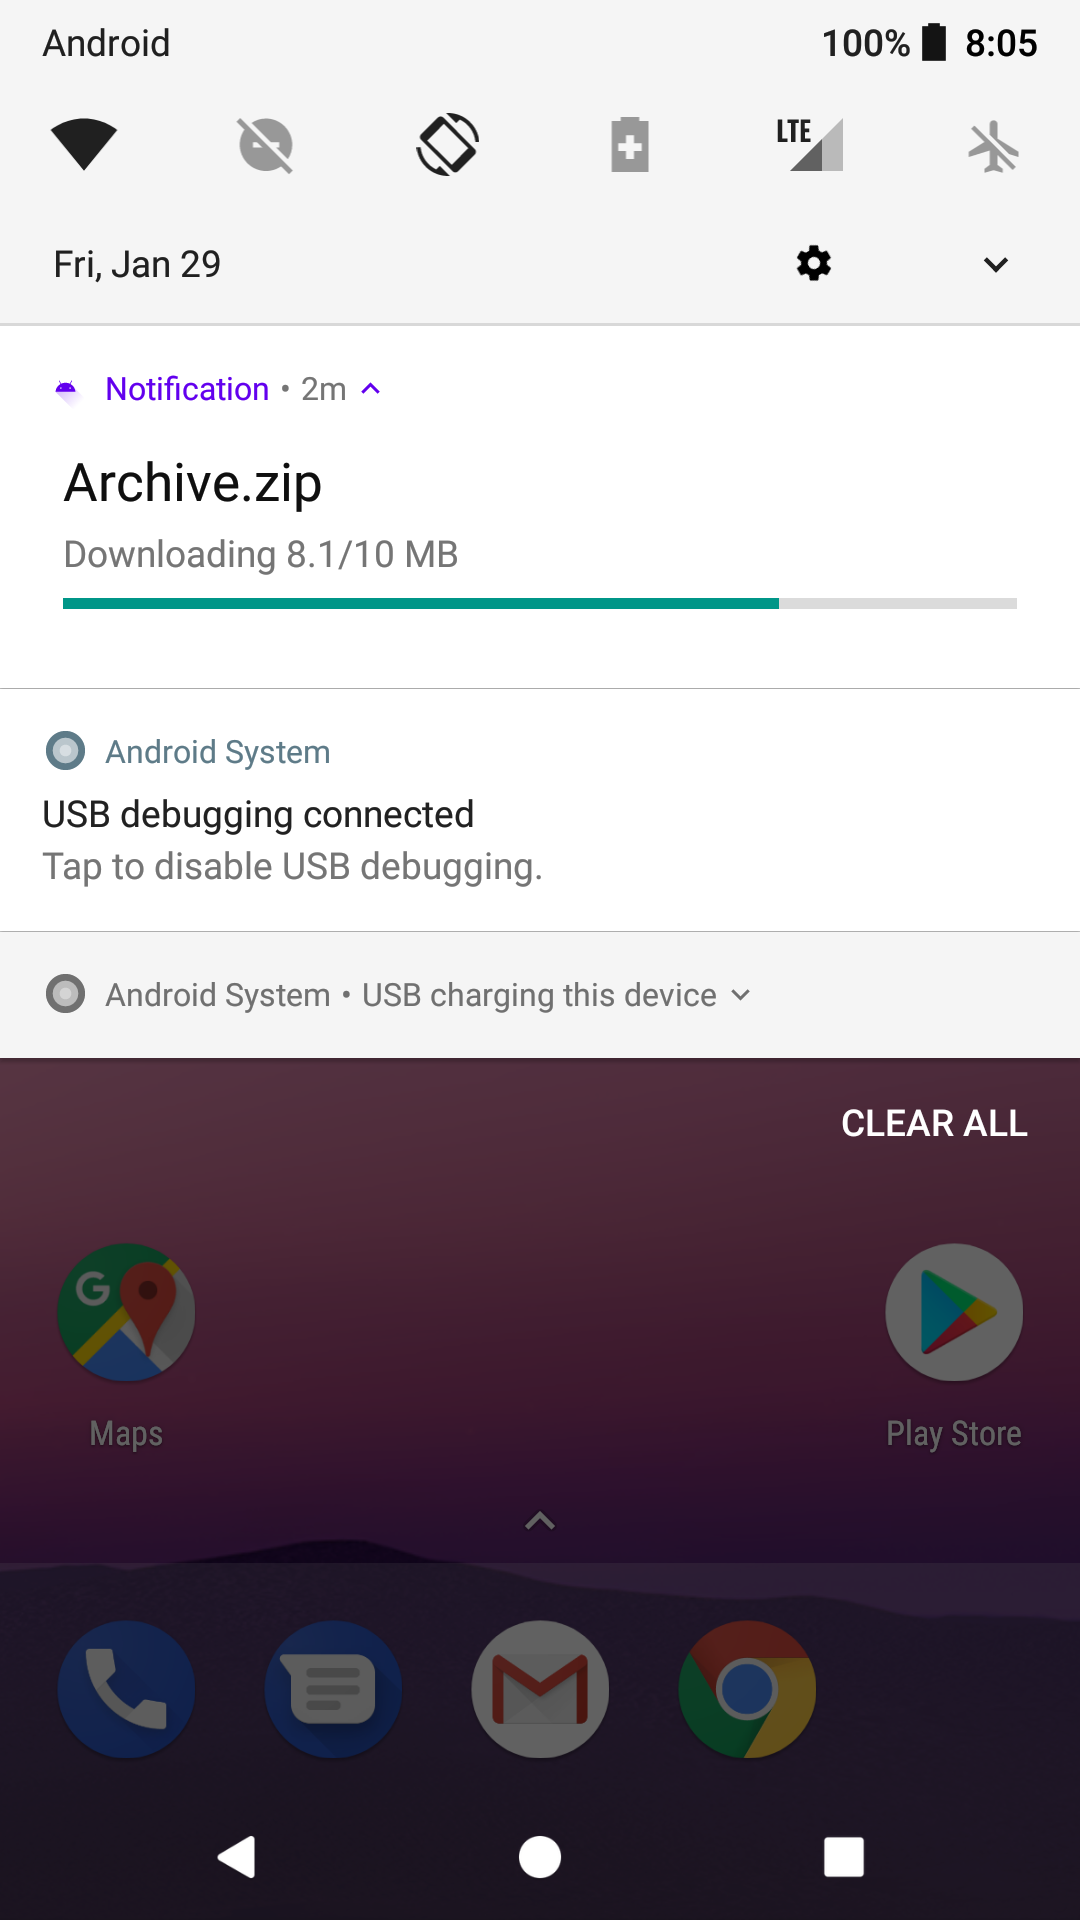 Android 100% 8:05
LTE
Fri, Jan 29
Notification • 2m
Archive.zip
Downloading 8.1/10 MB
Android System
USB debugging connected
Tap to disable USB debugging.
Android System • USB charging this device
CLEAR ALL
G
Maps Play Store